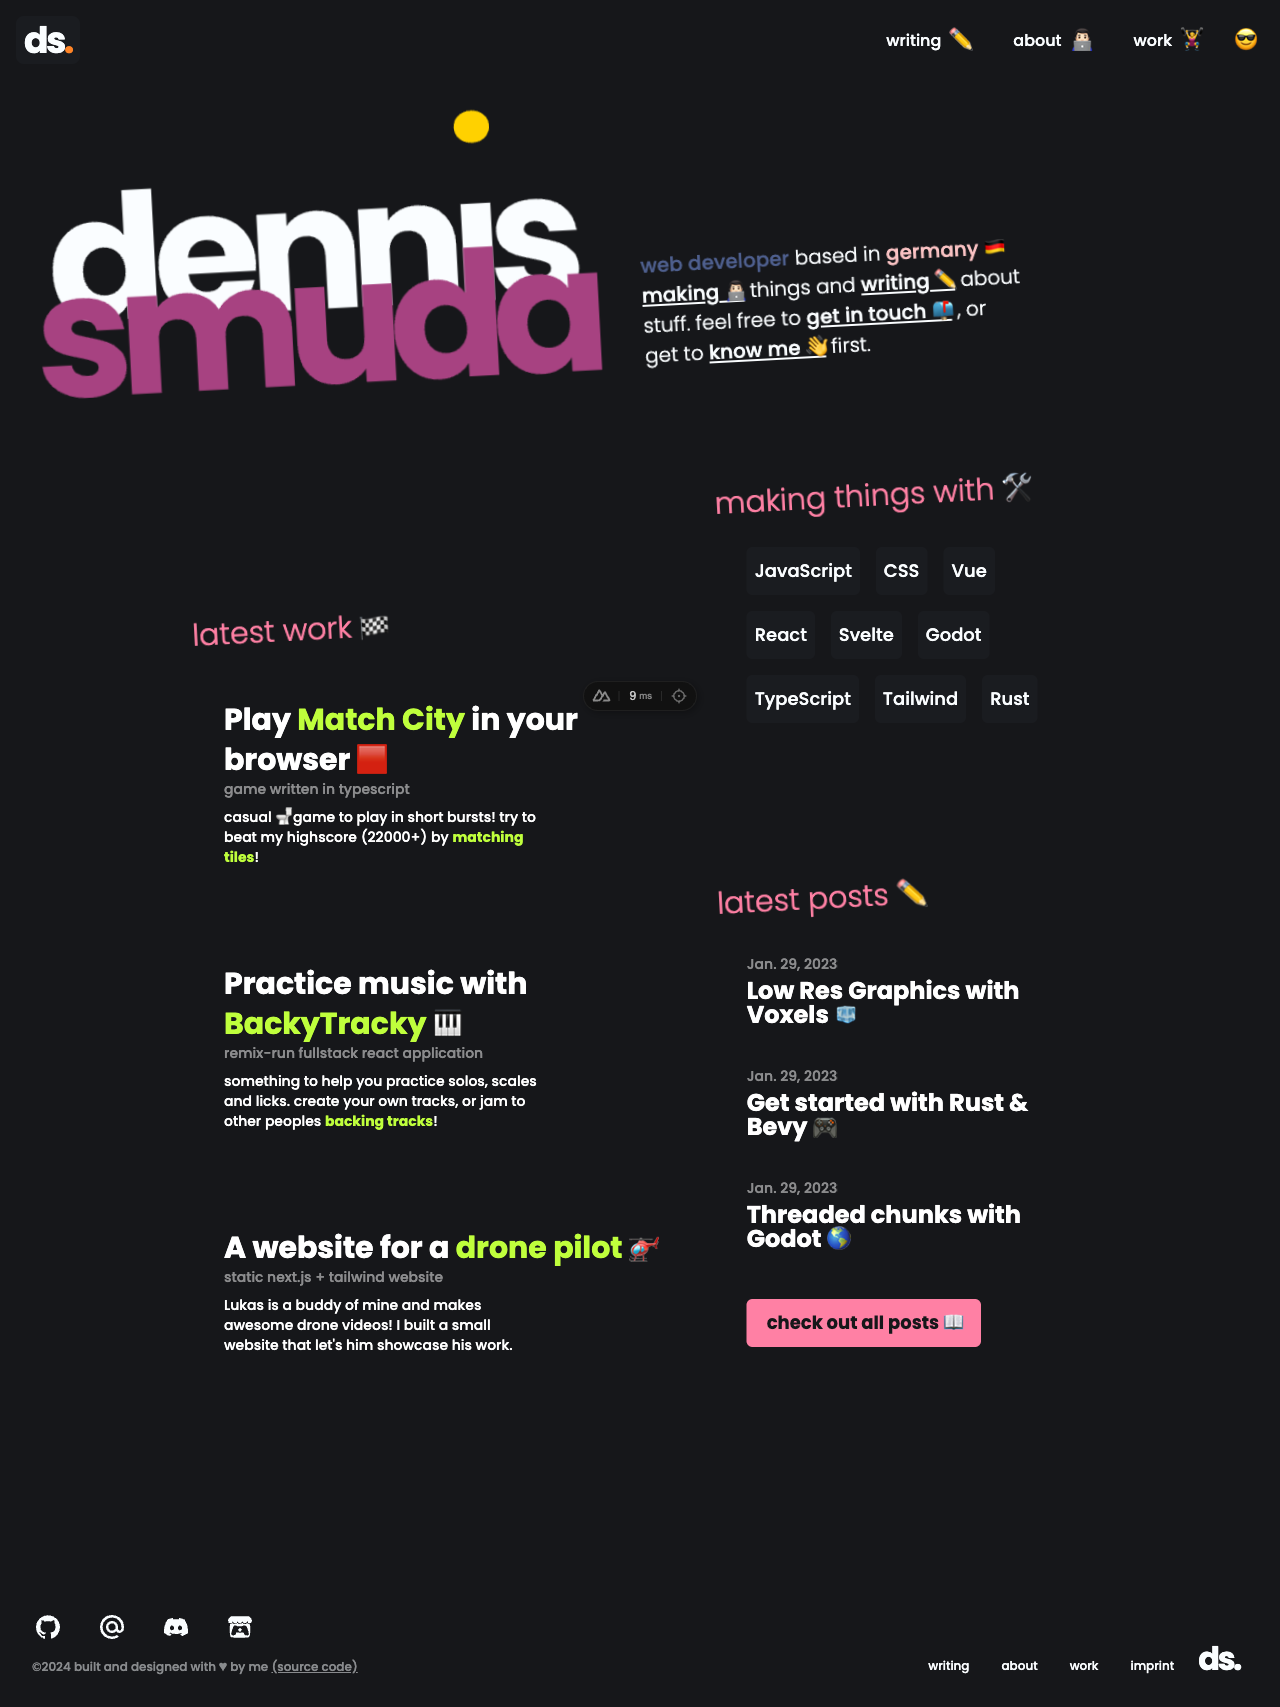 ds.
writing ✏️ about 👨🏻‍💻 work 🏋️ 😎
dennis
smuda
web developer based in germany 🇩🇪
making 👨🏻‍💻 things and writing ✏️ about
stuff. feel free to get in touch 📬, or
get to know me 👋 first.
making things with 🛠️
JavaScript CSS Vue
React Svelte Godot
TypeScript Tailwind Rust
latest work 🏁
9 ms
Play Match City in your
browser 🟥
game written in typescript
casual 🚽 game to play in short bursts! try to
beat my highscore (22000+) by matching
tiles!
Practice music with
BackyTracky 🎹
remix-run fullstack react application
something to help you practice solos, scales
and licks. create your own tracks, or jam to
other peoples backing tracks!
A website for a drone pilot 🚁
static next.js + tailwind website
Lukas is a buddy of mine and makes
awesome drone videos! I built a small
website that let's him showcase his work.
latest posts ✏️
Jan. 29, 2023
Low Res Graphics with
Voxels 🧊
Jan. 29, 2023
Get started with Rust &
Bevy 🎮
Jan. 29, 2023
Threaded chunks with
Godot 🌎
check out all posts 📖
©2024 built and designed with ♥ by me (source code)
writing about work imprint ds.